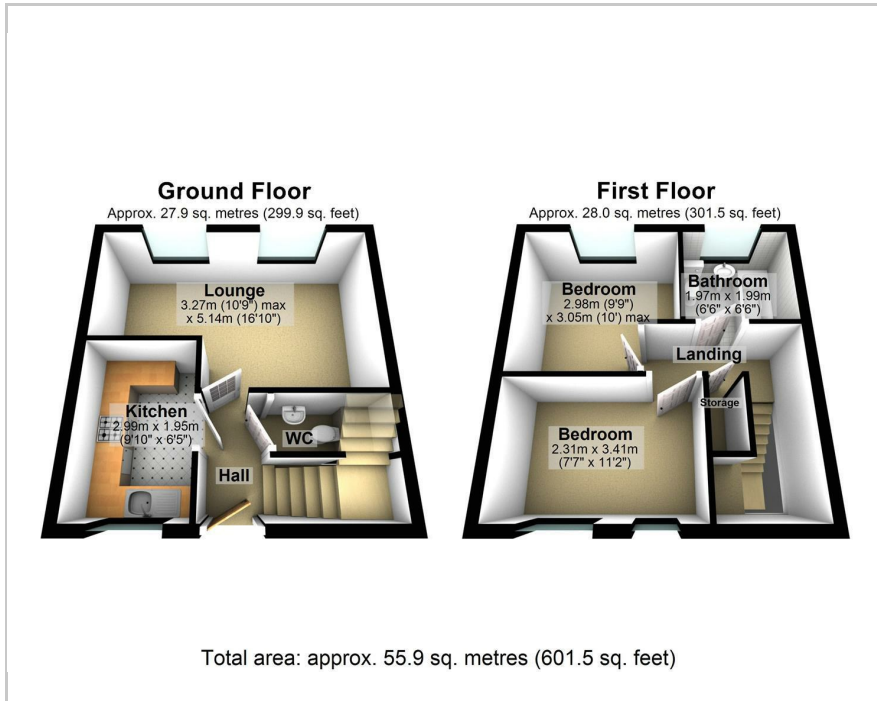 Ground Floor
Approx. 27.9 sq. metres (299.9 sq. feet)
Lounge
3.27m (10'9") max
x 5.14m (16'10")
Kitchen
2.99m x 1.95m
(9'10" x 6'5")
WC
Hall
First Floor
Approx. 28.0 sq. metres (301.5 sq. feet)
Bedroom
2.98m (9'9")
x 3.05m (10') max
Bathroom
1.97m x 1.99m
(6'6" x 6'6")
Landing
Storage
Bedroom
2.31m x 3.41m
(7'7" x 11'2")
Total area: approx. 55.9 sq. metres (601.5 sq. feet)